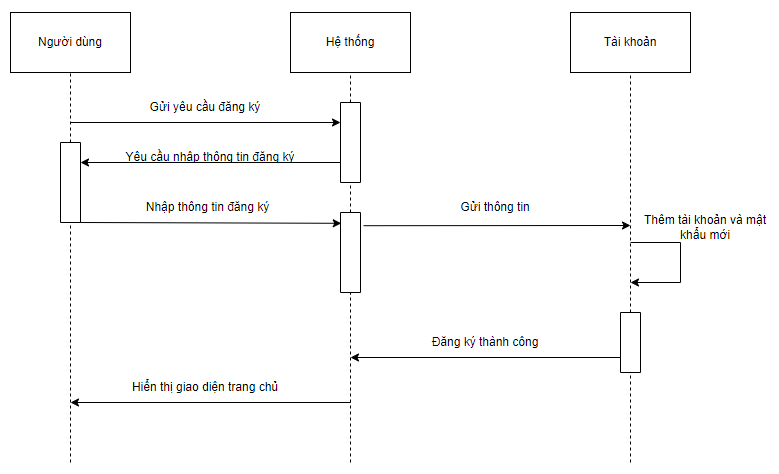 Người dùng
Hệ thống
Tài khoản
Gửi yêu cầu đăng ký
Yêu cầu nhập thông tin đăng ký
Nhập thông tin đăng ký
Gửi thông tin
Thêm tài khoản và mật
khẩu mới
Đăng ký thành công
Hiển thị giao diện trang chủ